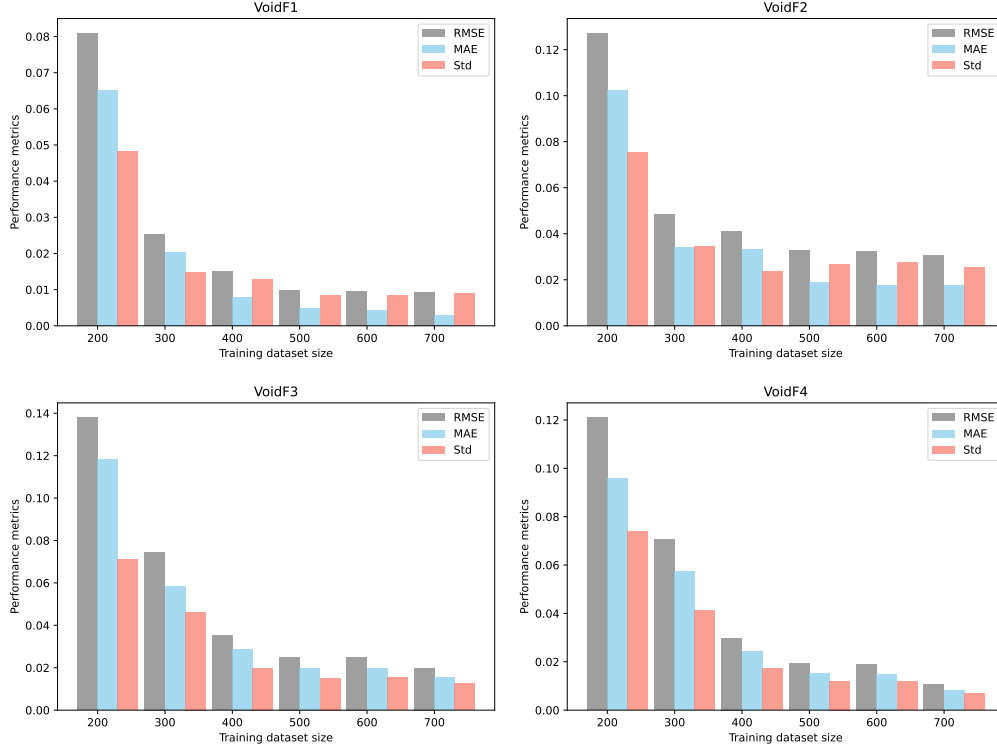 VoidF1
RMSE
MAE
Std
Performance metrics
0.08
0.07
0.06
0.05
0.04
0.03
0.02
0.01
0.00
200 300 400 500 600 700
Training dataset size
VoidF2
RMSE
MAE
Std
Performance metrics
0.12
0.10
0.08
0.06
0.04
0.02
0.00
200 300 400 500 600 700
Training dataset size
VoidF3
RMSE
MAE
Std
Performance metrics
0.14
0.12
0.10
0.08
0.06
0.04
0.02
0.00
200 300 400 500 600 700
Training dataset size
VoidF4
RMSE
MAE
Std
Performance metrics
0.12
0.10
0.08
0.06
0.04
0.02
0.00
200 300 400 500 600 700
Training dataset size